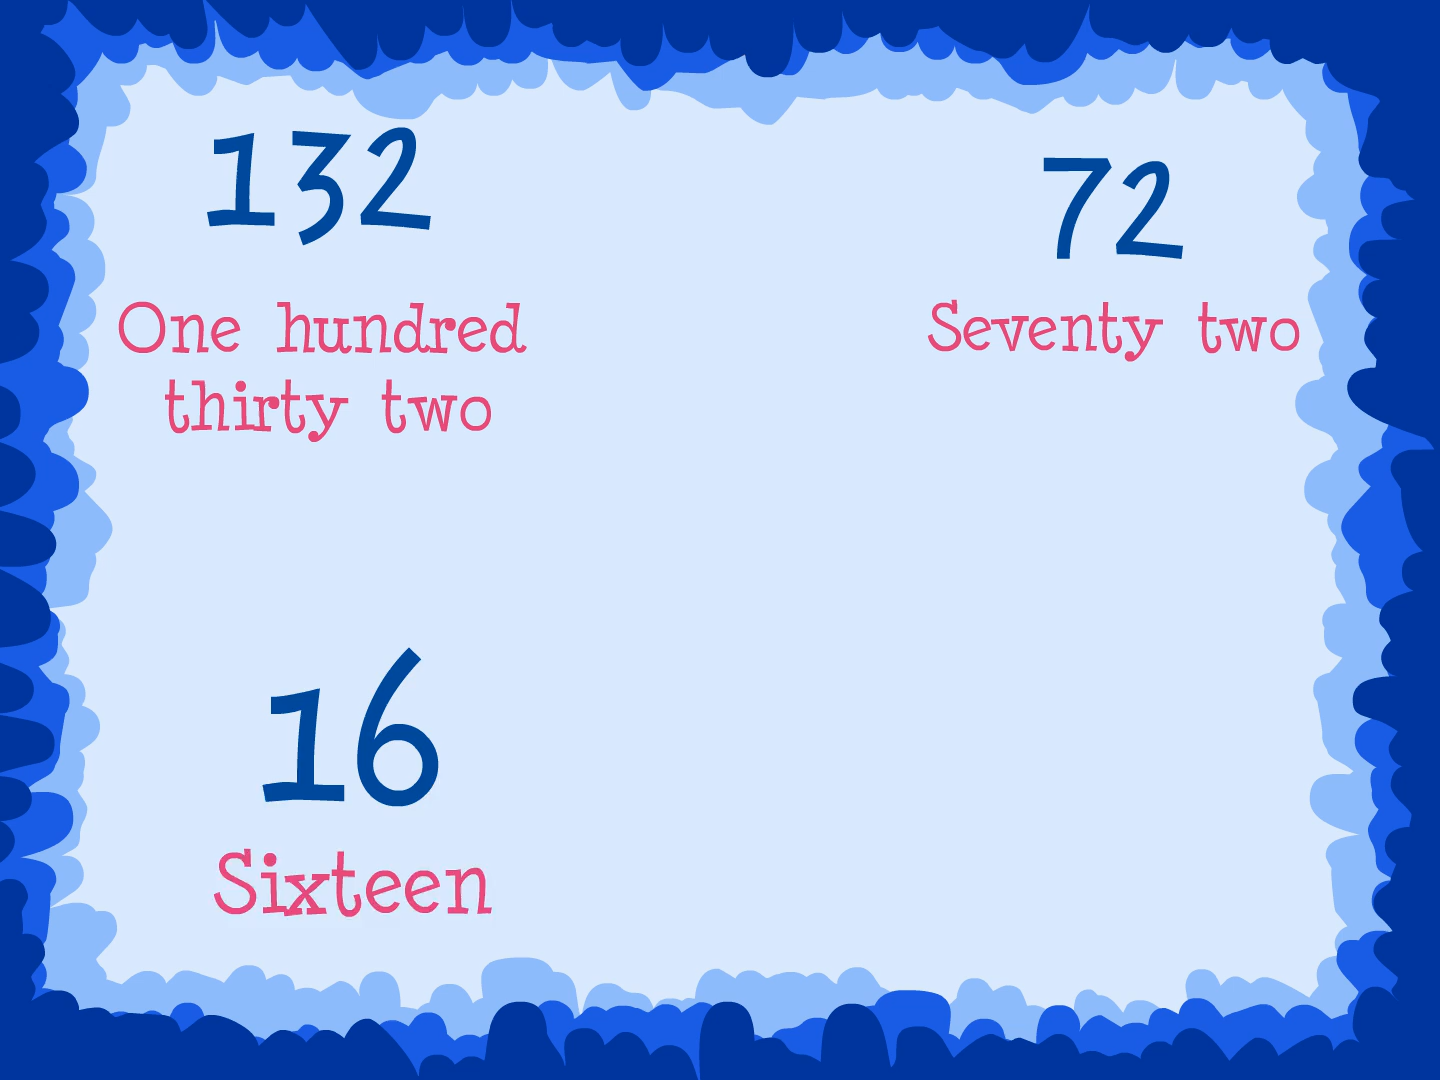 132
One hundred
thirty two
72
Seventy two
16
Sixteen